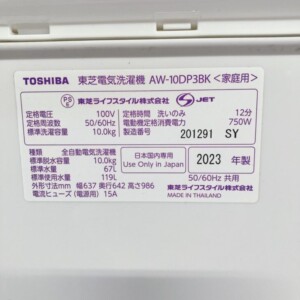 TOSHIBA 東芝電気洗濯機 AW-10DP3BK <家庭用>
PS E 東芝ライフスタイル株式会社 S JET
定格電圧 100V 定格時間 洗いのみ 12分
定格周波数 50/60Hz 電動機定格消費電力 750W
標準洗濯容量 10.0kg 製造番号 201291 SY
東芝ライフスタイル株式会社
種類 全自動電気洗濯機
標準脱水容量 10.0kg
標準水量 67L
標準使用水量 119L
外形寸法mm 幅637 奥行642 高さ986
電流ヒューズ(電源用) 15A
日本国内専用
Use Only in Japan
2023 年製
50/60Hz 共用
MADE IN THAILAND